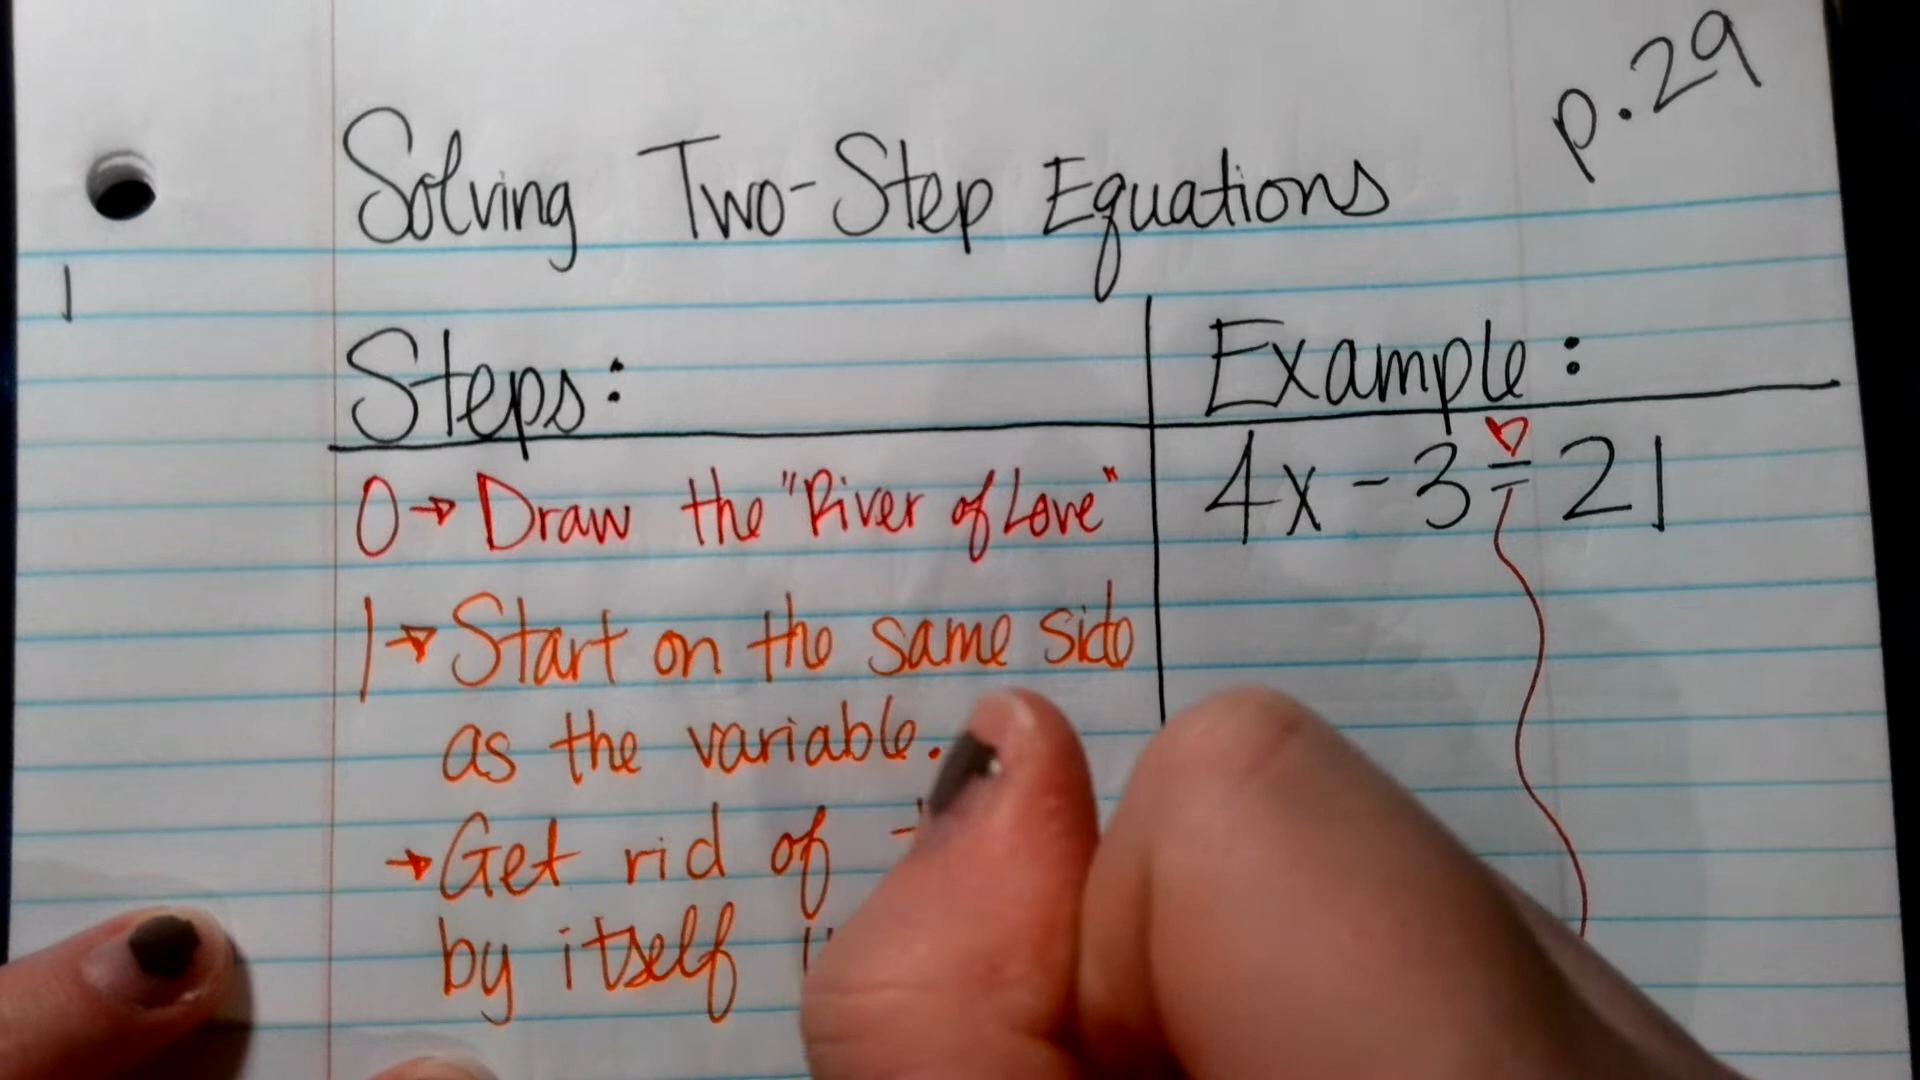 p.29
Solving Two-Step Equations
1
Steps: Example:
0→ Draw the "River of Love" 4x - 3 = 21
1→ Start on the same side
as the variable.
→Get rid of
by itself